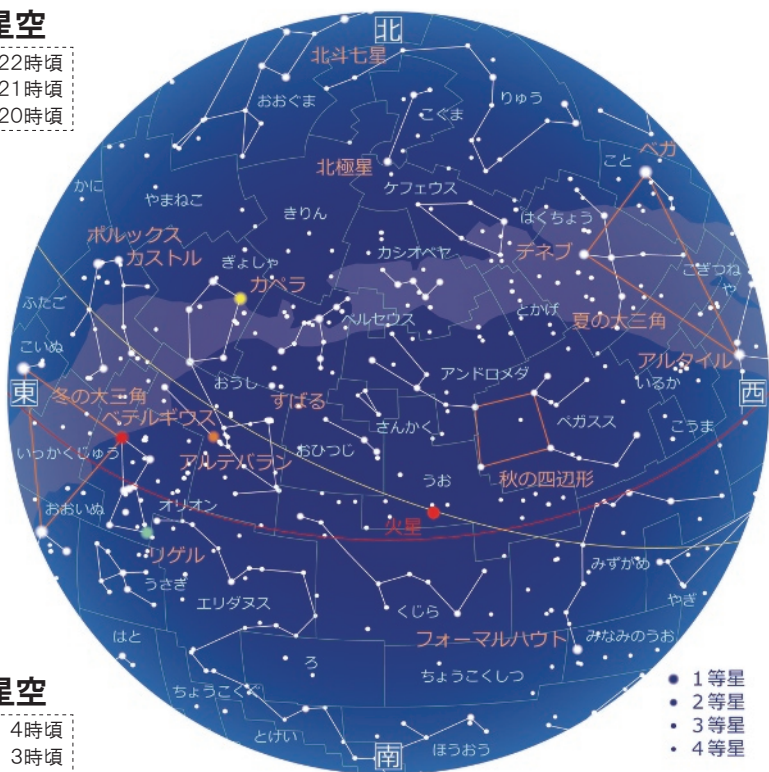 星空
22時頃
21時頃
20時頃
北
北斗七星
おおぐま
こぐま
りゅう
北極星
ケフェウス
こと
ベガ
かに
やまねこ
きりん
はくちょう
ポルックス
カストル
ぎょしゃ
カシオペヤ
デネブ
こぎつね
や
カペラ
ふたご
ペルセウス
とかげ
夏の大三角
こいぬ
アルタイル
おうし
アンドロメダ
いるか
東
冬の大三角
すばる
西
ベテルギウス
さんかく
ペガスス
こうま
いっかくじゅう
アルデバラン
おひつじ
うお
秋の四辺形
おおいぬ
オリオン
火星
リゲル
うさぎ
みずがめ
エリダヌス
くじら
やぎ
はと
フォーマルハウト
みなみのうお
ろ
ちょうこくしつ
ちょうこくぐ
とけい
南
ほうおう
星空
4時頃
3時頃
1等星
2等星
3等星
4等星